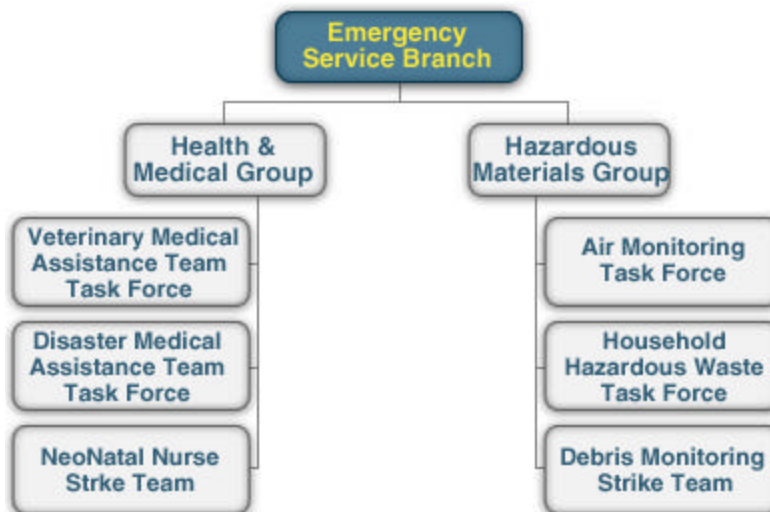 Emergency
Service Branch
Health &
Medical Group
Hazardous
Materials Group
Veterinary Medical
Assistance Team
Task Force
Air Monitoring
Task Force
Disaster Medical
Assistance Team
Task Force
Household
Hazardous Waste
Task Force
NeoNatal Nurse
Strke Team
Debris Monitoring
Strike Team